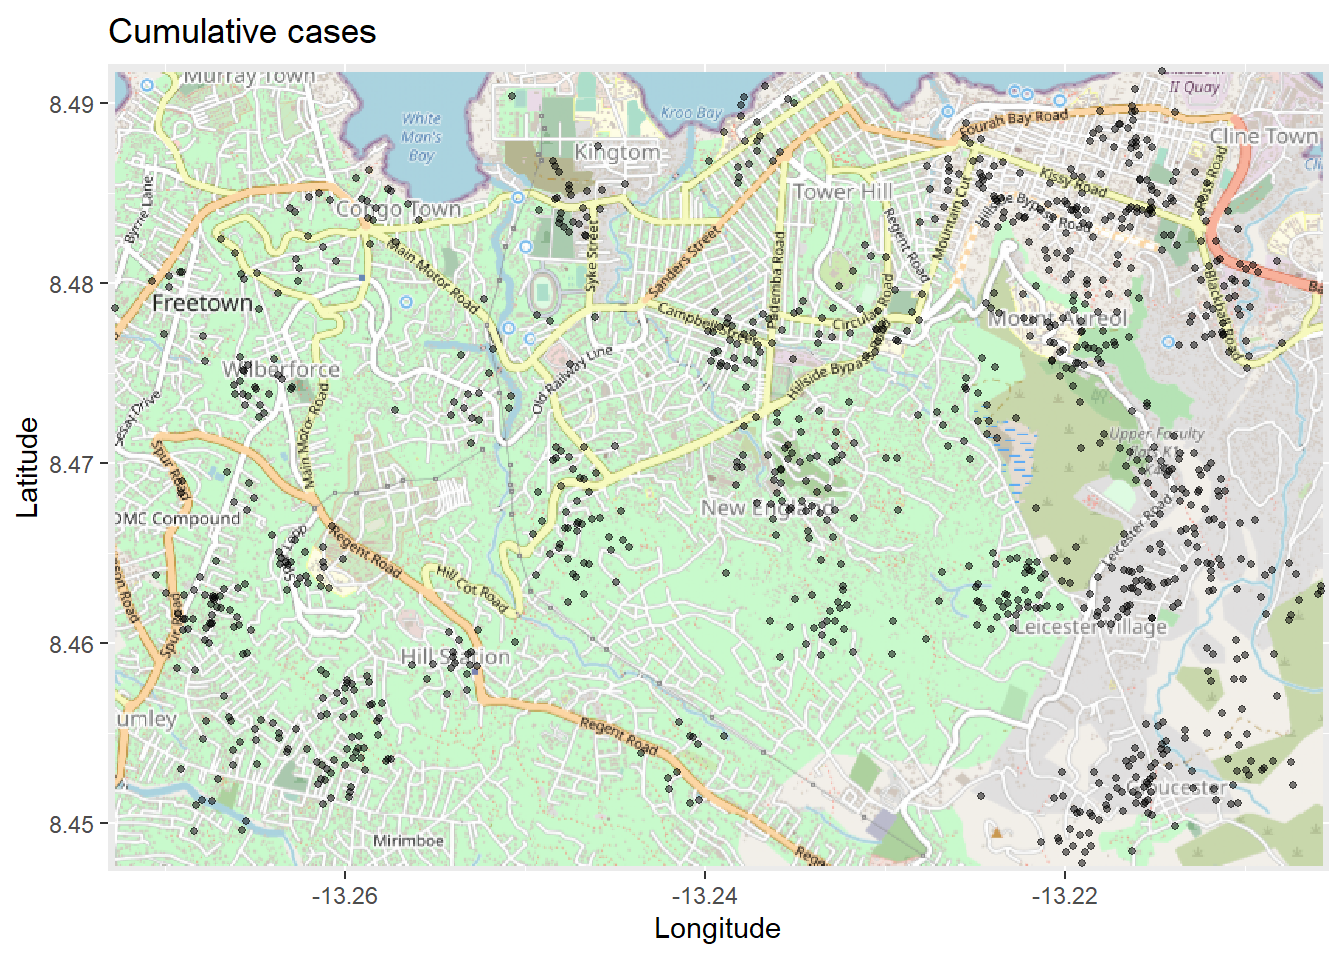 Cumulative cases
Murray Town
II Quay
8.49
White
Man's
Bay
Kroo Bay
Fourah Bay Road
Cline Town
Kingtom
Kissy Road
Ross Road
Byrne Lane
Tower Hill
Mountain Cut
Congo Town
Hillside Bypass Road
Regent Road
Syke Street
Sanders Street
Main Motor Road
Pademba Road
8.48
Freetown
Blackhall Road
Campbell Street
Circular Road
Mount Aureol
Old Railway Line
Hillside Bypass Road
Wilberforce
Main Motor Road
Upper Faculty
8.47
Spur Road
New England
OMC Compound
Regent Road
Leicester Road
Hill Cot Road
Spur Road
Leicester Village
8.46
Hill Station
Regent Road
Gloucester
8.45
Mirimboe
-13.26
-13.24
-13.22
Longitude
Latitude